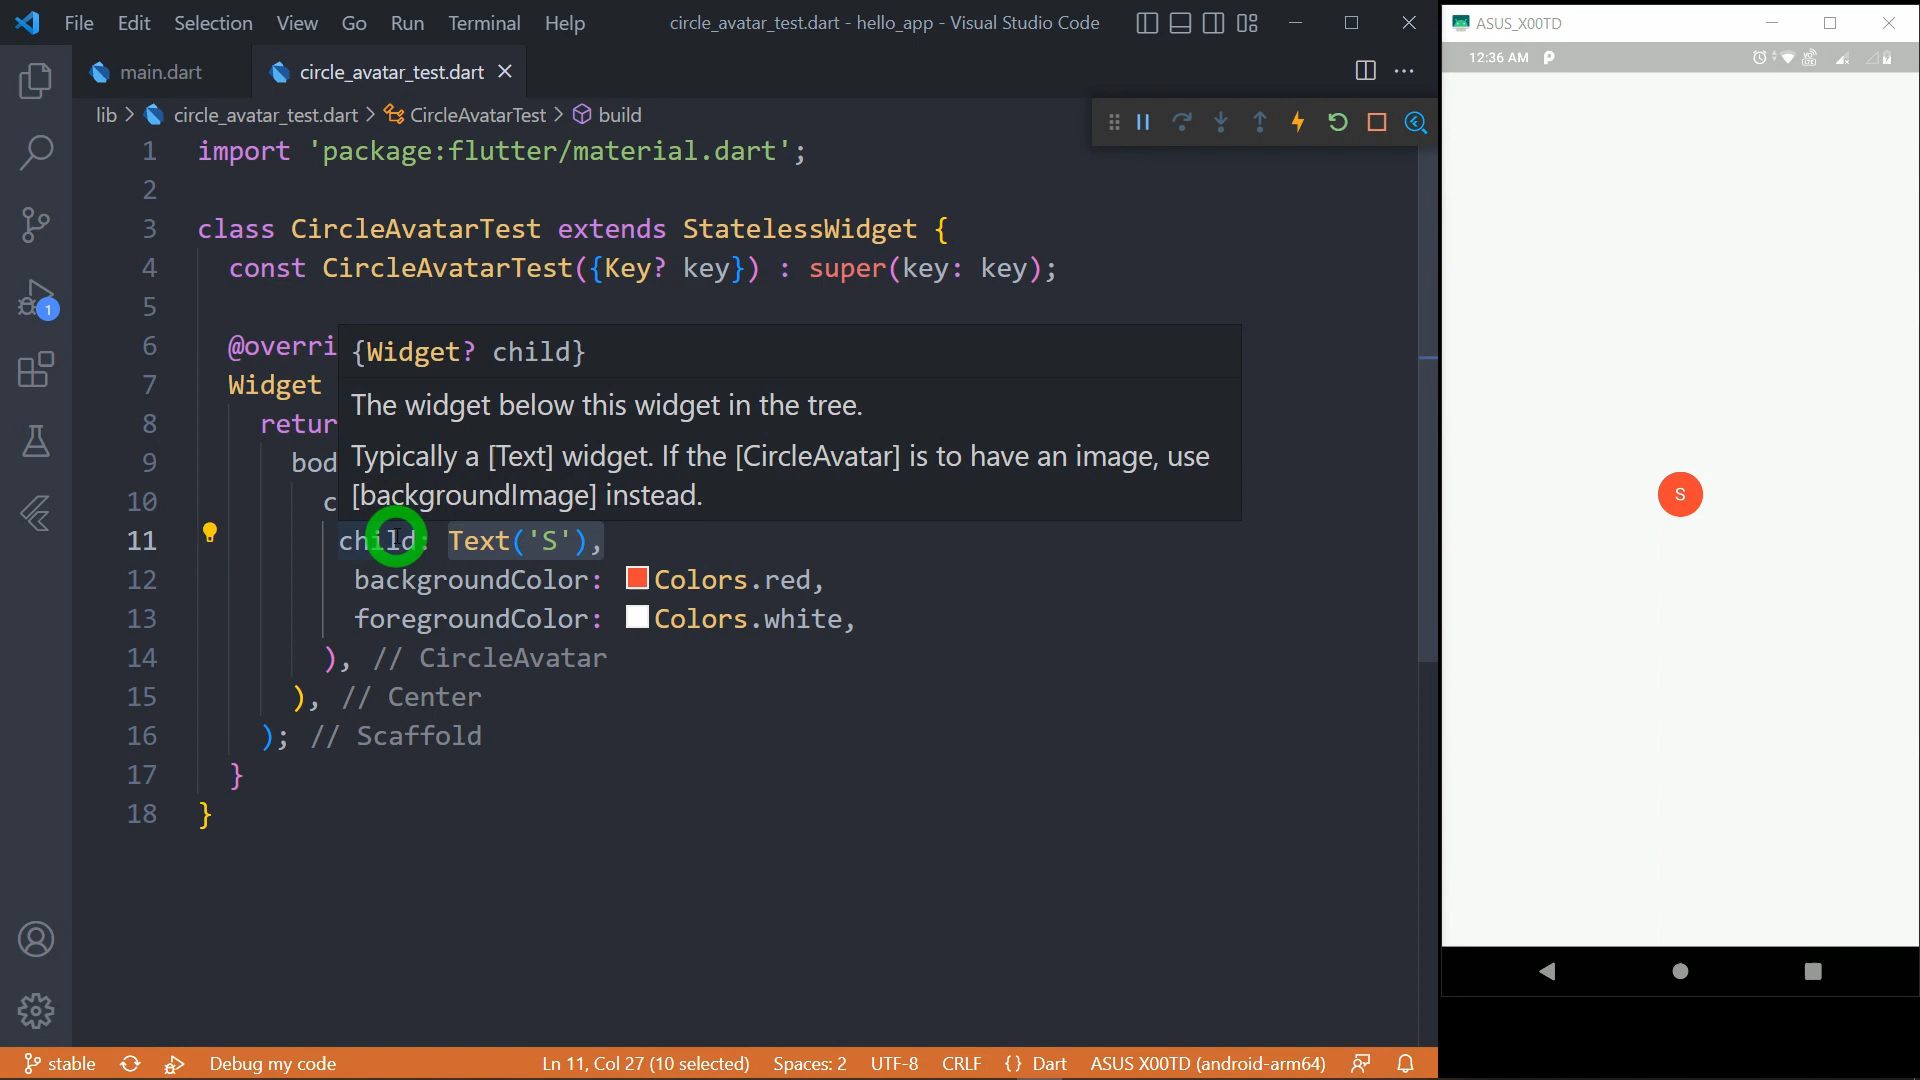 File Edit Selection View Go Run Terminal Help circle_avatar_test.dart - hello_app - Visual Studio Code
main.dart circle_avatar_test.dart
lib > circle_avatar_test.dart > CircleAvatarTest > build
1 import 'package:flutter/material.dart';
2
3 class CircleAvatarTest extends StatelessWidget {
4 const CircleAvatarTest({Key? key}) : super(key: key);
5
6 @overri
{Widget? child}
7 Widget
The widget below this widget in the tree.
8 retur
9 bod
Typically a [Text] widget. If the [CircleAvatar] is to have an image, use
10 c
[backgroundImage] instead.
11 child: Text('S'),
12 backgroundColor: Colors.red,
13 foregroundColor: Colors.white,
14 ), // CircleAvatar
15 ), // Center
16 ); // Scaffold
17 }
18 }
1
stable Debug my code Ln 11, Col 27 (10 selected) Spaces: 2 UTF-8 CRLF {} Dart ASUS X00TD (android-arm64)
ASUS_X00TD
12:36 AM
S